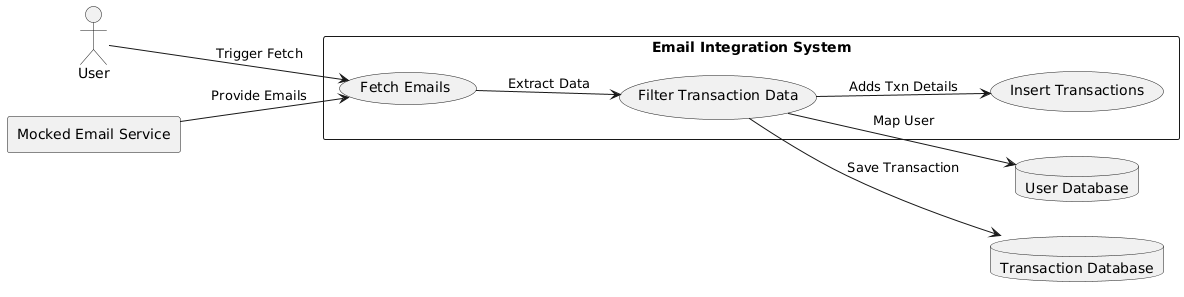 Email Integration System
User
Trigger Fetch
Provide Emails
Mocked Email Service
Fetch Emails
Extract Data
Filter Transaction Data
Adds Txn Details
Insert Transactions
Map User
User Database
Save Transaction
Transaction Database